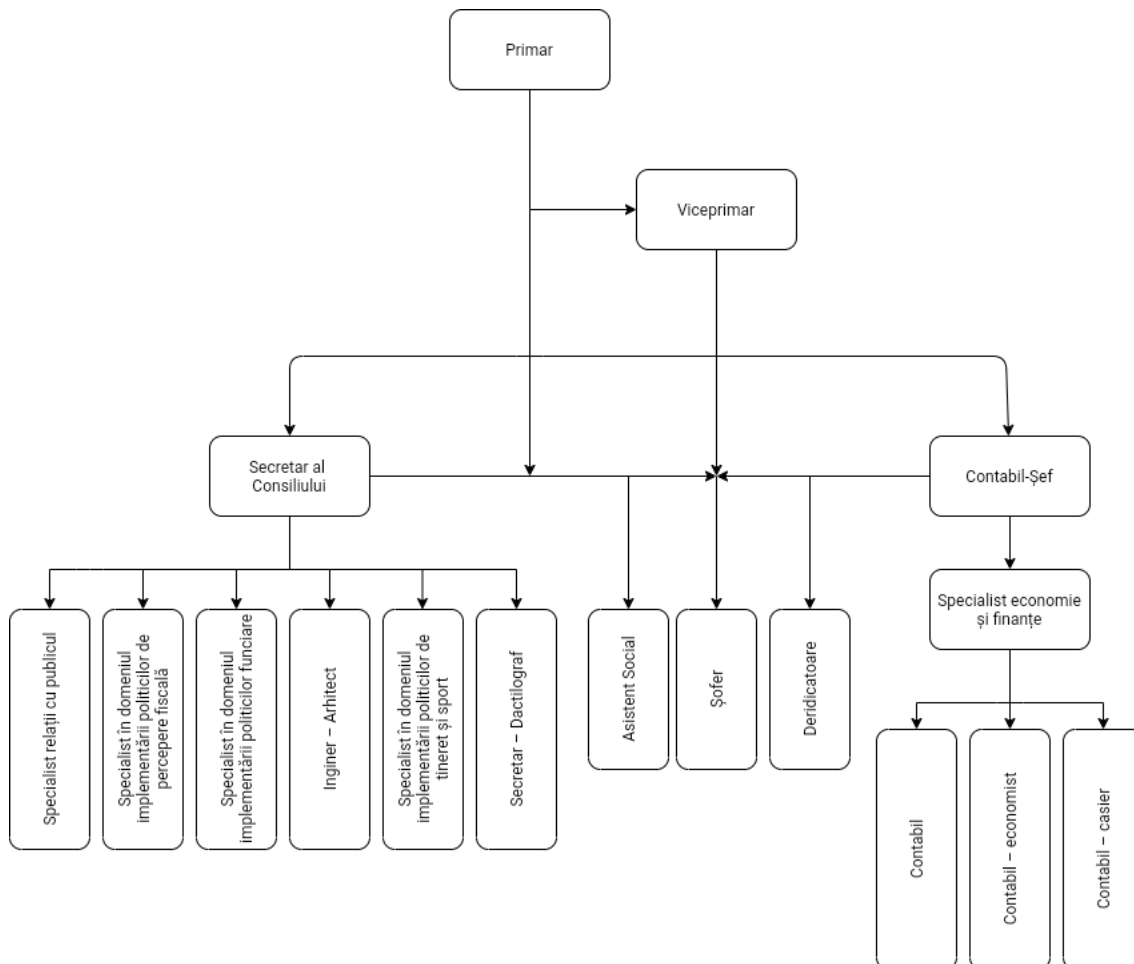 Primar
Viceprimar
Secretar al
Consiliului
Contabil-Șef
Specialist economie
și finanțe
Specialist relații cu publicul
Specialist în domeniul
implementării politicilor de
percepere fiscală
Specialist în domeniul
implementării politicilor funciare
Inginer – Arhitect
Specialist în domeniul
implementării politicilor de
tineret și sport
Secretar – Dactilograf
Asistent Social
Șofer
Deridicatoare
Contabil
Contabil – economist
Contabil – casier